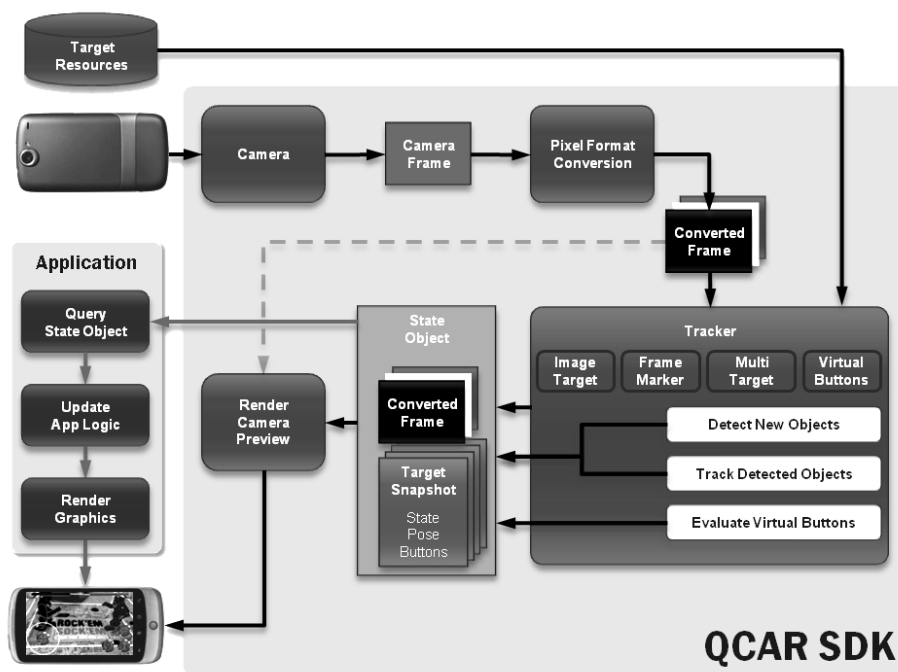 Target
Resources
Camera
Camera
Frame
Pixel Format
Conversion
Converted
Frame
Application
Query
State Object
Update
App Logic
Render
Graphics
State
Object
Converted
Frame
Target
Snapshot
State
Pose
Buttons
Render
Camera
Preview
Tracker
Image
Target
Frame
Marker
Multi
Target
Virtual
Buttons
Detect New Objects
Track Detected Objects
Evaluate Virtual Buttons
ROCK'EM
SOCK'EM
QCAR SDK